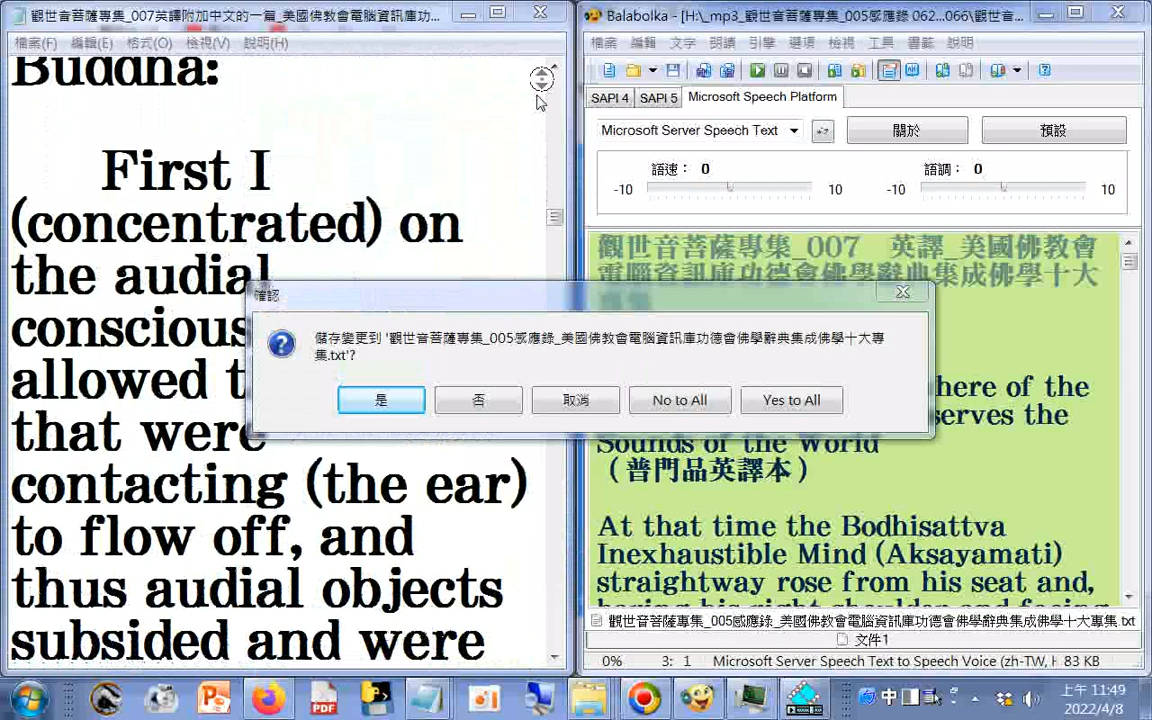 觀世音菩薩專集_007英譯附加中文的一篇_美國佛教會電腦資訊庫功...
檔案(F) 編輯(E) 格式(O) 檢視(V) 說明(H)
Buddha:
First I
(concentrated) on
the audial
conscious
allowed t
that were
contacting (the ear)
to flow off, and
thus audial objects
subsided and were
Balabolka - [H:\_mp3_觀世音菩薩專集_005感應錄 062...066\觀世音...
檔案 編輯 文字 朗讀 引擎 選項 檢視 工具 書籤 說明
SAPI 4 SAPI 5 Microsoft Speech Platform
Microsoft Server Speech Text 關於 預設
語速： 0 語調： 0
-10 10 -10 10
觀世音菩薩專集_007 英譯_美國佛教會
電腦資訊庫功德會佛學辭典集成佛學十大
here of the
serves the
Sounds of the World
（普門品英譯本）
At that time the Bodhisattva
Inexhaustible Mind (Aksayamati)
straightway rose from his seat and,
baring his right shoulder and facing
觀世音菩薩專集_005感應錄_美國佛教會電腦資訊庫功德會佛學辭典集成佛學十大專集.txt
文件1
0% 3: 1 Microsoft Server Speech Text to Speech Voice (zh-TW, H 83 KB
確認
儲存變更到 '觀世音菩薩專集_005感應錄_美國佛教會電腦資訊庫功德會佛學辭典集成佛學十大專
集.txt'?
是 否 取消 No to All Yes to All
中
上午 11:49
2022/4/8